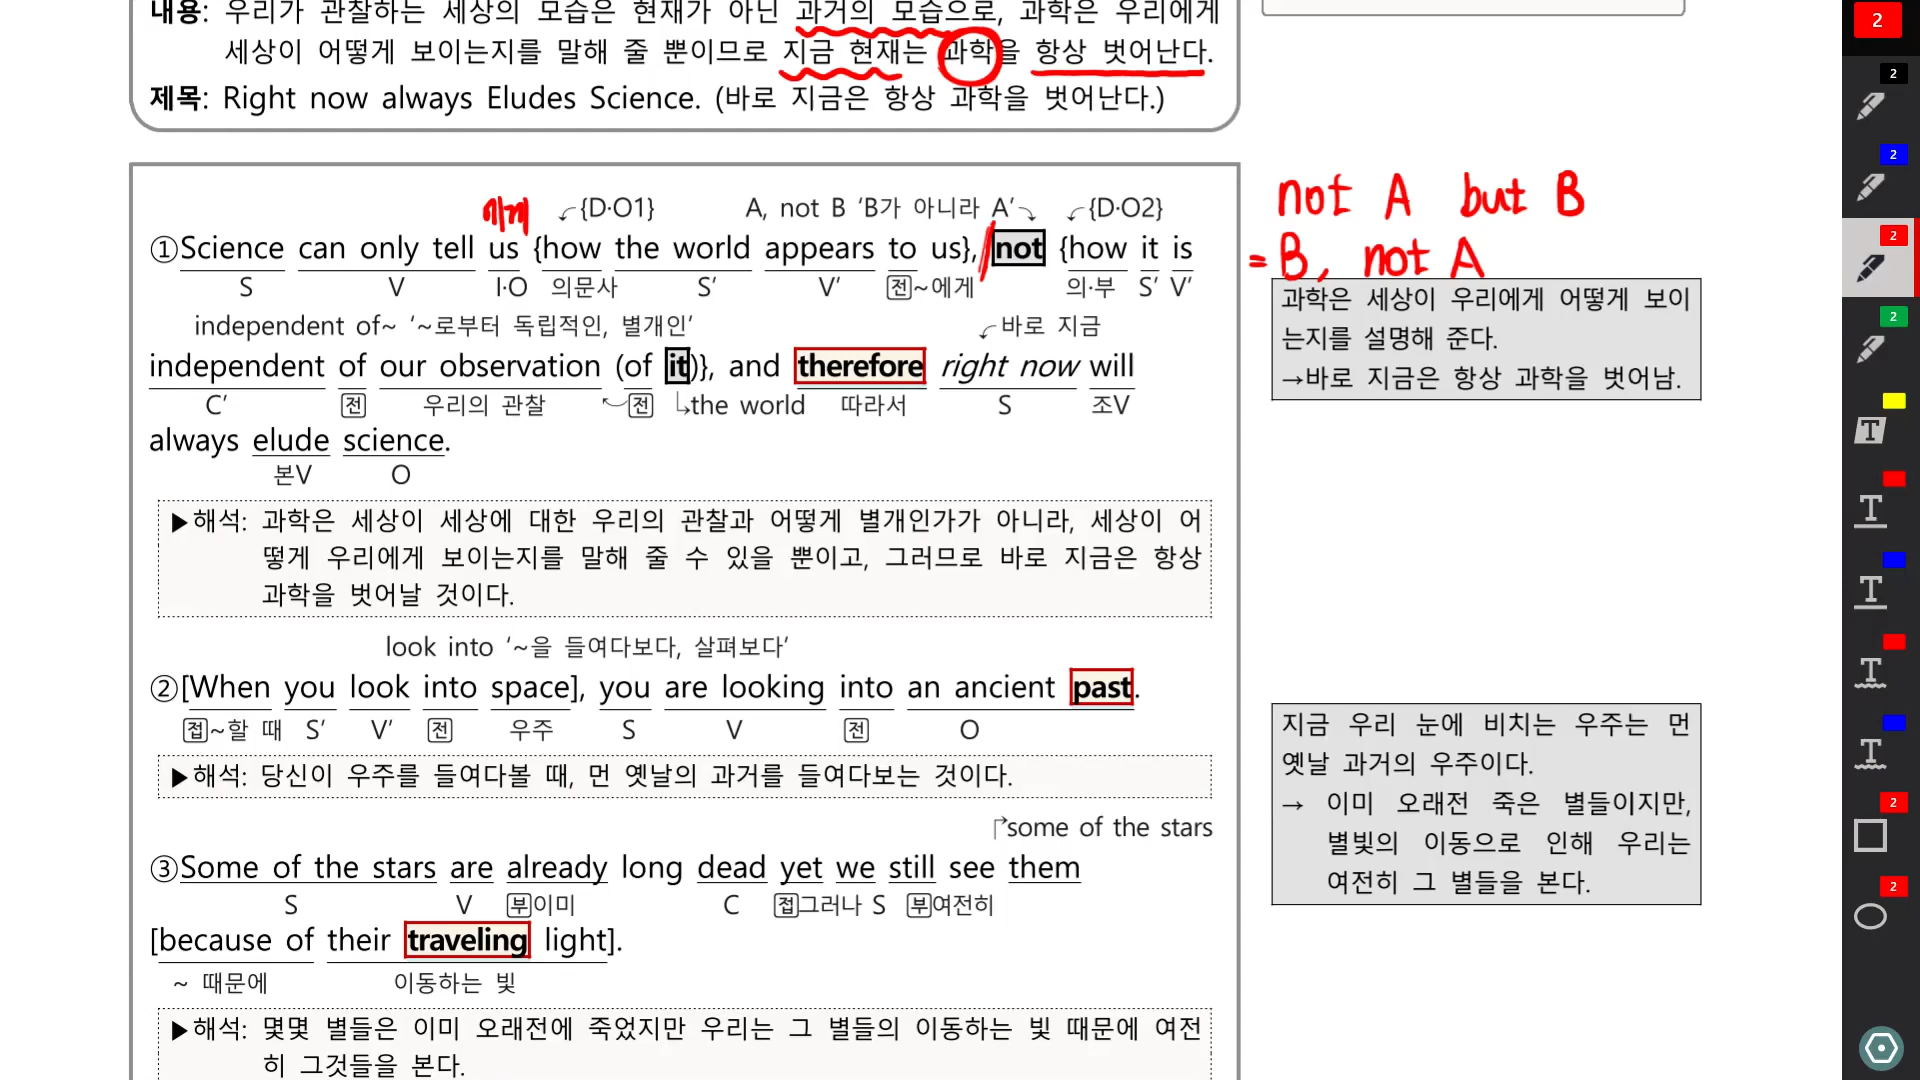 내용: 우리가 관찰하는 세상의 모습은 현재가 아닌 과거의 모습으로, 과학은 우리에게
세상이 어떻게 보이는지를 말해 줄 뿐이므로 지금 현재는 과학을 항상 벗어난다.
제목: Right now always Eludes Science. (바로 지금은 항상 과학을 벗어난다.)
에게 {D·O1} A, not B ‘B가 아니라 A’ {D·O2}
①Science can only tell us {how the world appears to us}, not {how it is
S V I·O 의문사 S′ V′ 전~에게 의·부 S′ V′
independent of~ ‘~로부터 독립적인, 별개인’ 바로 지금
independent of our observation (of it)}, and therefore right now will
C′ 전 우리의 관찰 전 the world 따라서 S 조V
always elude science.
본V O
▶해석: 과학은 세상이 세상에 대한 우리의 관찰과 어떻게 별개인가가 아니라, 세상이 어
떻게 우리에게 보이는지를 말해 줄 수 있을 뿐이고, 그러므로 바로 지금은 항상
과학을 벗어날 것이다.
look into ‘~을 들여다보다, 살펴보다’
②[When you look into space], you are looking into an ancient past.
접~할 때 S′ V′ 전 우주 S V 전 O
▶해석: 당신이 우주를 들여다볼 때, 먼 옛날의 과거를 들여다보는 것이다.
some of the stars
③Some of the stars are already long dead yet we still see them
S V 부이미 C 접그러나 S 부여전히
[because of their traveling light].
~ 때문에 이동하는 빛
▶해석: 몇몇 별들은 이미 오래전에 죽었지만 우리는 그 별들의 이동하는 빛 때문에 여전
히 그것들을 본다.
not A but B
= B, not A
과학은 세상이 우리에게 어떻게 보이
는지를 설명해 준다.
→바로 지금은 항상 과학을 벗어남.
지금 우리 눈에 비치는 우주는 먼
옛날 과거의 우주이다.
→ 이미 오래전 죽은 별들이지만,
별빛의 이동으로 인해 우리는
여전히 그 별들을 본다.
2
2
2
2
2
T
T
T
T
T
2
2